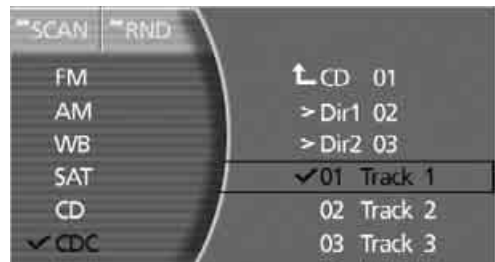 SCAN RND
FM
AM
WB
SAT
CD
CDC
CD 01
> Dir1 02
> Dir2 03
01 Track 1
02 Track 2
03 Track 3